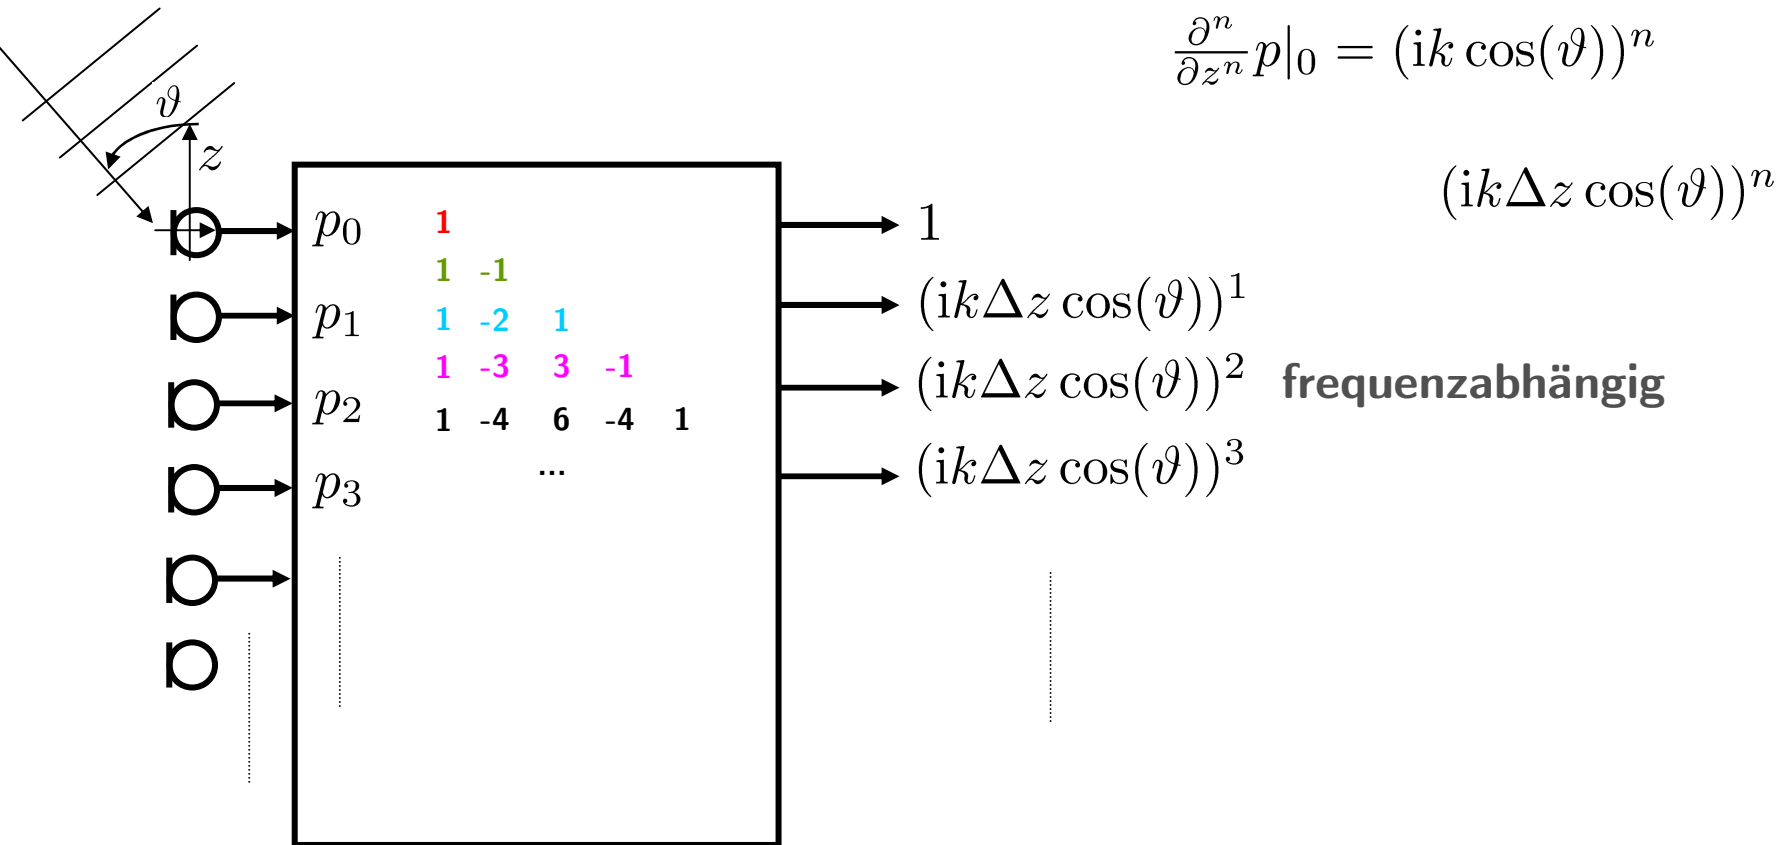 ∂ⁿ/∂zⁿ p|₀ = (ik cos(ϑ))ⁿ
ϑ
z
(ikΔz cos(ϑ))ⁿ
p₀ 1 1
1 -1
p₁ 1 -2 1 (ikΔz cos(ϑ))¹
1 -3 3 -1
p₂ 1 -4 6 -4 1 (ikΔz cos(ϑ))² frequenzabhängig
...
p₃ (ikΔz cos(ϑ))³